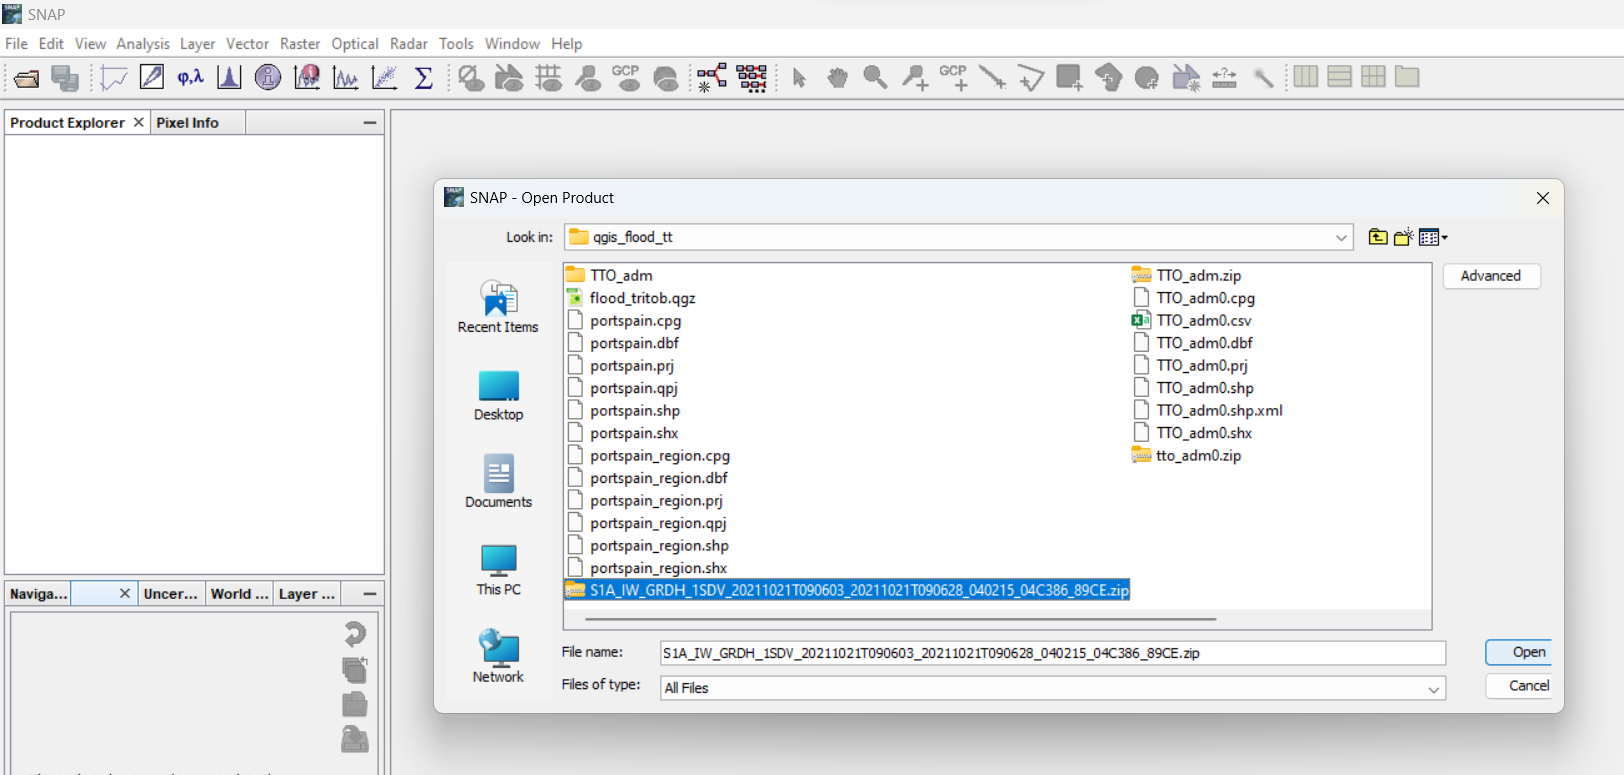 SNAP
File Edit View Analysis Layer Vector Raster Optical Radar Tools Window Help
φ,λ Σ GCP GCP
Product Explorer Pixel Info
SNAP - Open Product
Look in: qgis_flood_tt
Advanced
Recent Items
Desktop
Documents
This PC
Network
TTO_adm
flood_tritob.qgz
portspain.cpg
portspain.dbf
portspain.prj
portspain.qpj
portspain.shp
portspain.shx
portspain_region.cpg
portspain_region.dbf
portspain_region.prj
portspain_region.qpj
portspain_region.shp
portspain_region.shx
S1A_IW_GRDH_1SDV_20211021T090603_20211021T090628_040215_04C386_89CE.zip
TTO_adm.zip
TTO_adm0.cpg
TTO_adm0.csv
TTO_adm0.dbf
TTO_adm0.prj
TTO_adm0.shp
TTO_adm0.shp.xml
TTO_adm0.shx
tto_adm0.zip
File name: S1A_IW_GRDH_1SDV_20211021T090603_20211021T090628_040215_04C386_89CE.zip
Open
Files of type: All Files
Cancel
Naviga... Uncer... World ... Layer ...